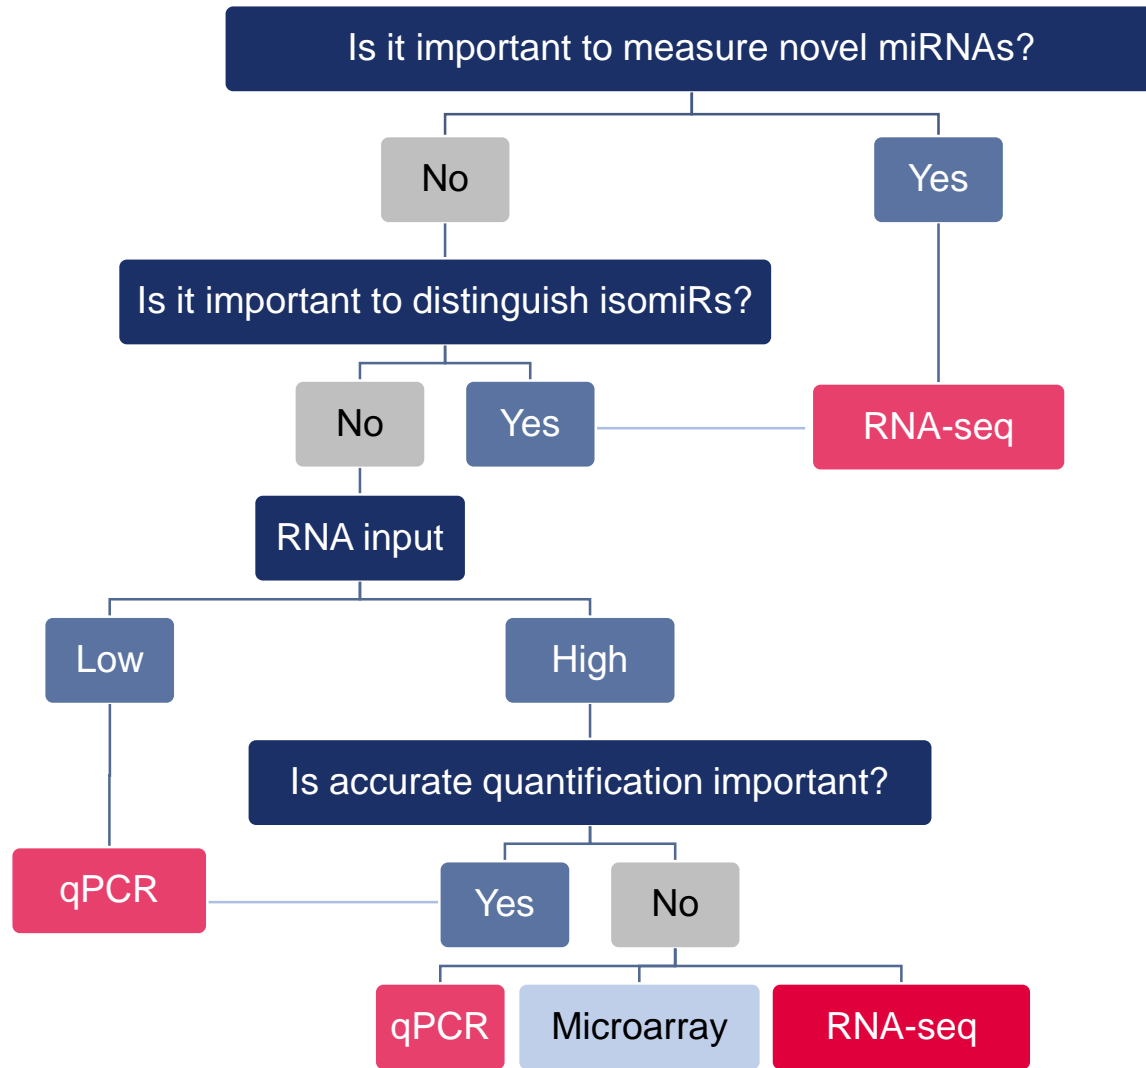 Is it important to measure novel miRNAs?
No
Yes
Is it important to distinguish isomiRs?
No
Yes
RNA-seq
RNA input
Low
High
Is accurate quantification important?
qPCR
Yes
No
qPCR
Microarray
RNA-seq